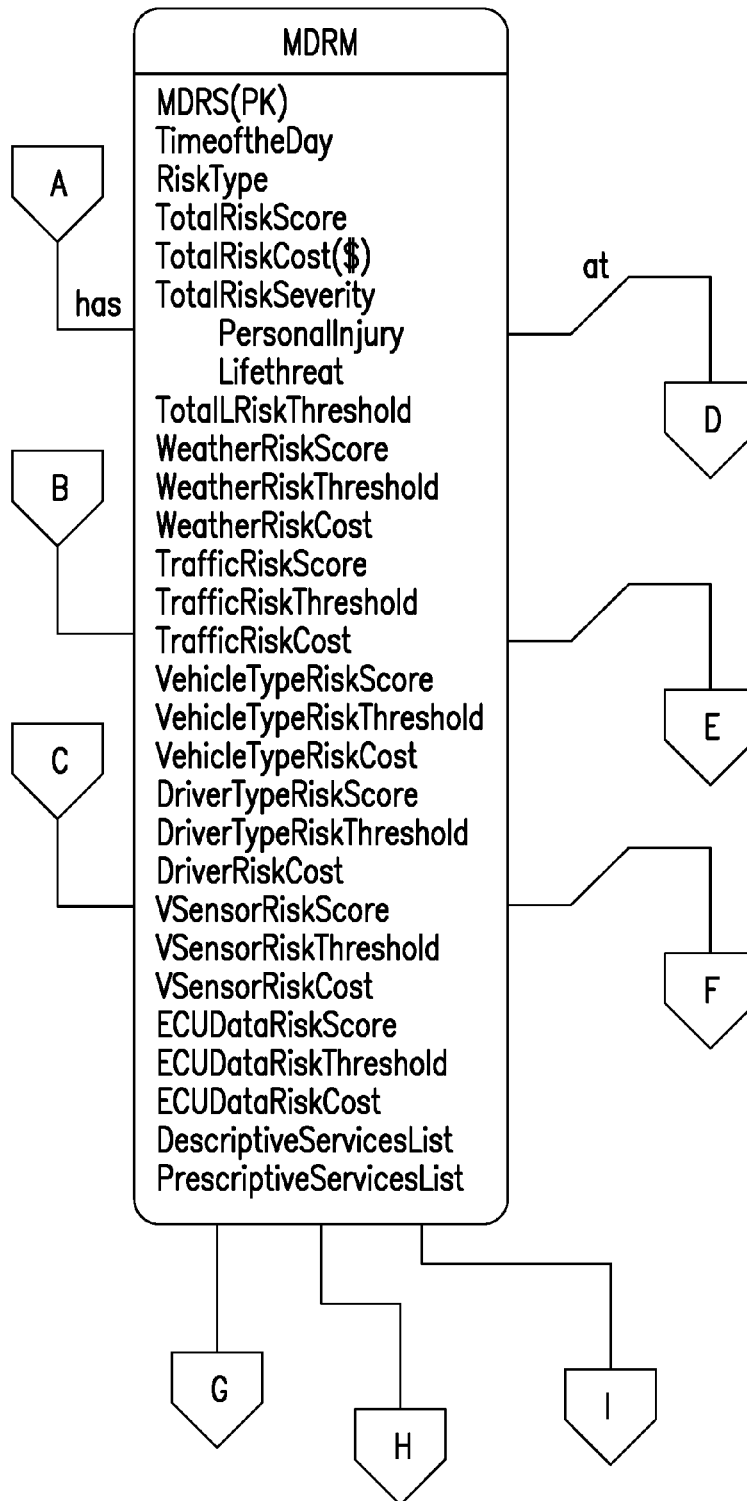 MDRM
MDRS(PK)
TimeoftheDay
RiskType
TotalRiskScore
TotalRiskCost($)
TotalRiskSeverity
PersonalInjury
Lifethreat
TotalLRiskThreshold
WeatherRiskScore
WeatherRiskThreshold
WeatherRiskCost
TrafficRiskScore
TrafficRiskThreshold
TrafficRiskCost
VehicleTypeRiskScore
VehicleTypeRiskThreshold
VehicleTypeRiskCost
DriverTypeRiskScore
DriverTypeRiskThreshold
DriverRiskCost
VSensorRiskScore
VSensorRiskThreshold
VSensorRiskCost
ECUDataRiskScore
ECUDataRiskThreshold
ECUDataRiskCost
DescriptiveServicesList
PrescriptiveServicesList
A
has
B
C
at
D
E
F
G
H
I